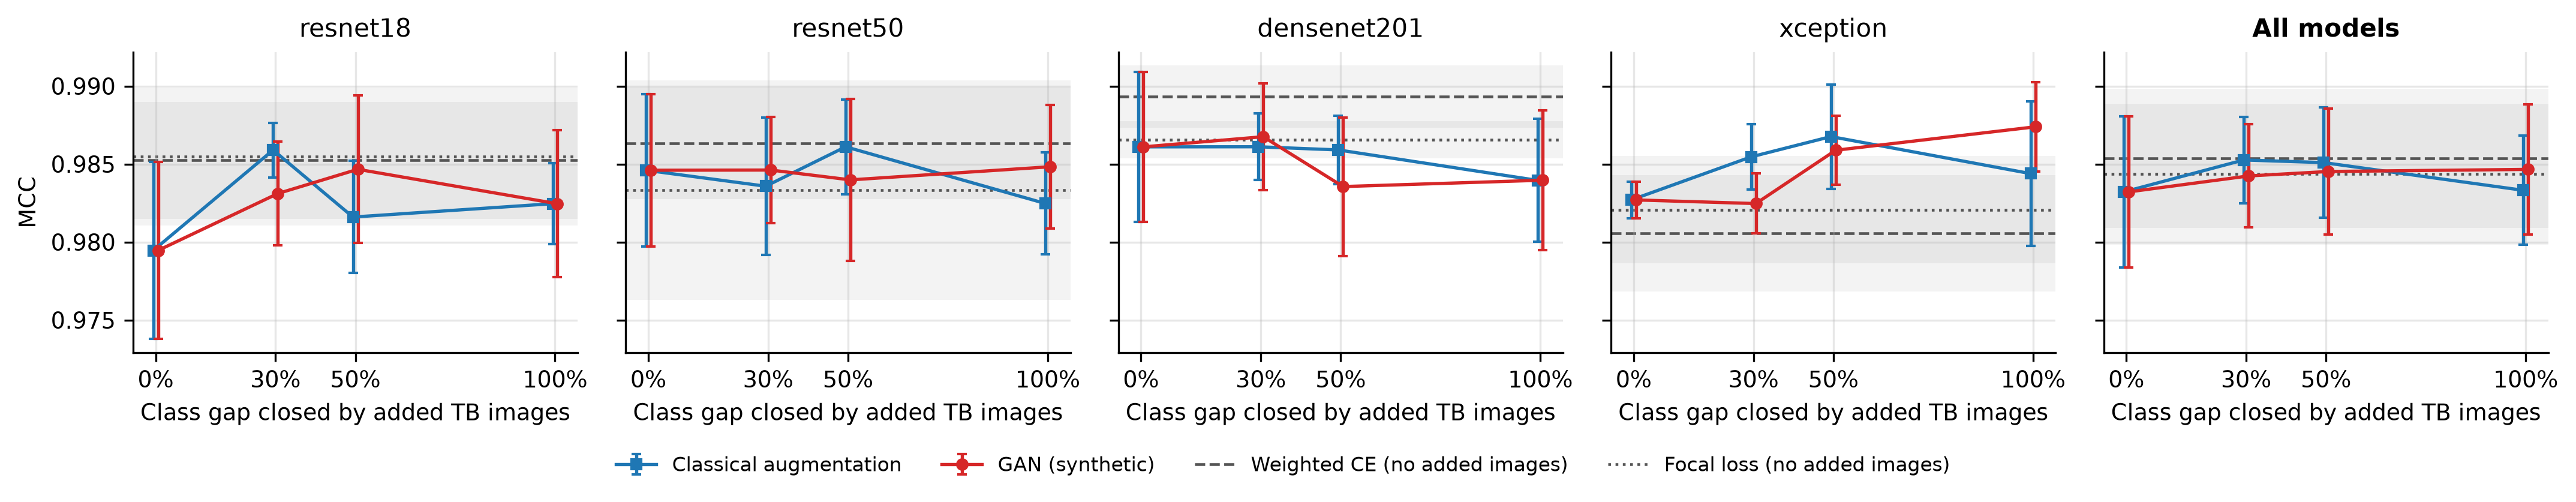 resnet18
resnet50
densenet201
xception
All models
MCC
0.990
0.985
0.980
0.975
0% 30% 50% 100%
0% 30% 50% 100%
0% 30% 50% 100%
0% 30% 50% 100%
0% 30% 50% 100%
Class gap closed by added TB images
Class gap closed by added TB images
Class gap closed by added TB images
Class gap closed by added TB images
Class gap closed by added TB images
Classical augmentation
GAN (synthetic)
Weighted CE (no added images)
Focal loss (no added images)